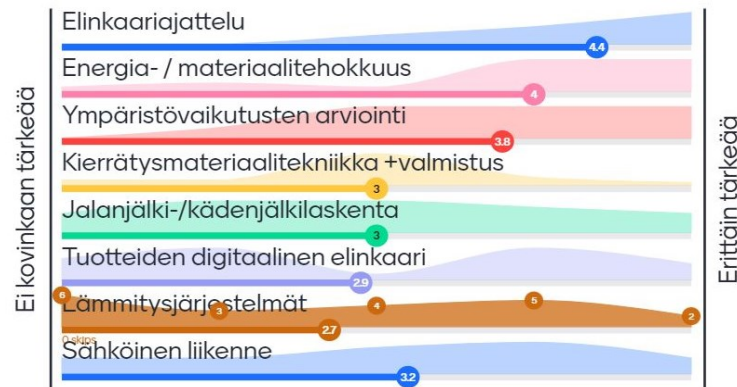 Elinkaariajattelu
4.4
Energia- / materiaalitehokkuus
4
Ympäristövaikutusten arviointi
3.8
Kierrätysmateriaalitekniikka +valmistus
3
Jalanjälki-/kädenjälkilaskenta
3
Tuotteiden digitaalinen elinkaari
2.9
Lämmitysjärjestelmät
6
3
4
5
2
2.7
0 skips
Sähköinen liikenne
3.2
Ei kovinkaan tärkeää
Erittäin tärkeää